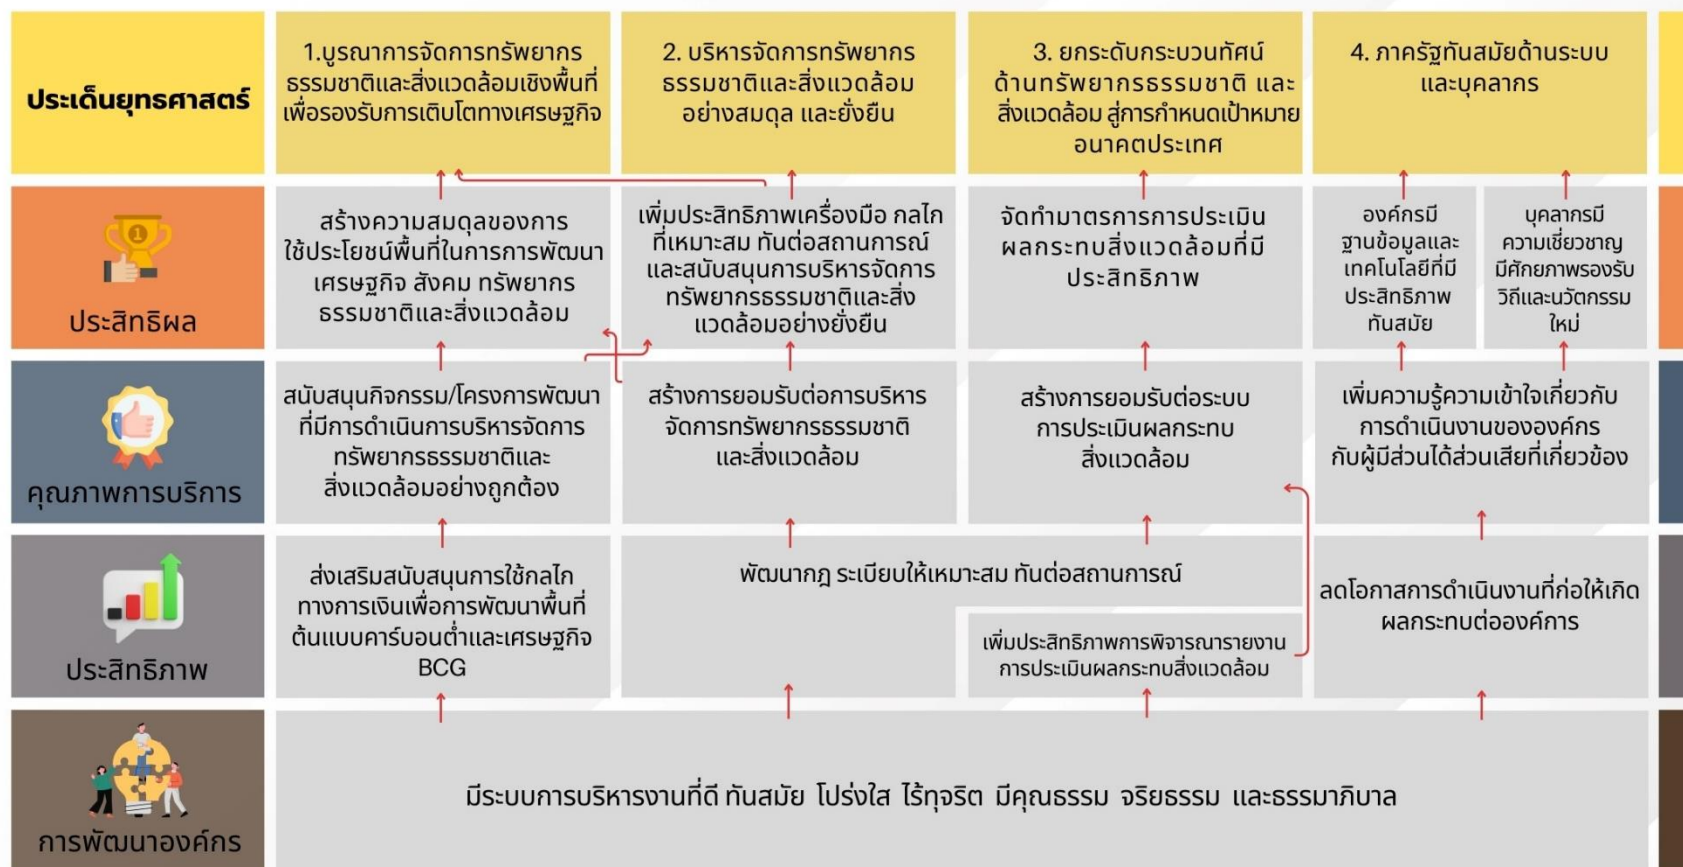 ประเด็นยุทธศาสตร์
1.บูรณาการจัดการทรัพยากร
ธรรมชาติและสิ่งแวดล้อมเชิงพื้นที่
เพื่อรองรับการเติบโตทางเศรษฐกิจ
2. บริหารจัดการทรัพยากร
ธรรมชาติและสิ่งแวดล้อม
อย่างสมดุล และยั่งยืน
3. ยกระดับกระบวนทัศน์
ด้านทรัพยากรธรรมชาติ และ
สิ่งแวดล้อม สู่การกำหนดเป้าหมาย
อนาคตประเทศ
4. ภาครัฐทันสมัยด้านระบบ
และบุคลากร
1
ประสิทธิผล
สร้างความสมดุลของการ
ใช้ประโยชน์พื้นที่ในการการพัฒนา
เศรษฐกิจ สังคม ทรัพยากร
ธรรมชาติและสิ่งแวดล้อม
เพิ่มประสิทธิภาพเครื่องมือ กลไก
ที่เหมาะสม ทันต่อสถานการณ์
และสนับสนุนการบริหารจัดการ
ทรัพยากรธรรมชาติและสิ่ง
แวดล้อมอย่างยั่งยืน
จัดทำมาตรการการประเมิน
ผลกระทบสิ่งแวดล้อมที่มี
ประสิทธิภาพ
องค์กรมี
ฐานข้อมูลและ
เทคโนโลยีที่มี
ประสิทธิภาพ
ทันสมัย
บุคลากรมี
ความเชี่ยวชาญ
มีศักยภาพรองรับ
วิถีและนวัตกรรม
ใหม่
คุณภาพการบริการ
สนับสนุนกิจกรรม/โครงการพัฒนา
ที่มีการดำเนินการบริหารจัดการ
ทรัพยากรธรรมชาติและ
สิ่งแวดล้อมอย่างถูกต้อง
สร้างการยอมรับต่อการบริหาร
จัดการทรัพยากรธรรมชาติ
และสิ่งแวดล้อม
สร้างการยอมรับต่อระบบ
การประเมินผลกระทบ
สิ่งแวดล้อม
เพิ่มความรู้ความเข้าใจเกี่ยวกับ
การดำเนินงานขององค์กร
กับผู้มีส่วนได้ส่วนเสียที่เกี่ยวข้อง
ประสิทธิภาพ
ส่งเสริมสนับสนุนการใช้กลไก
ทางการเงินเพื่อการพัฒนาพื้นที่
ต้นแบบคาร์บอนต่ำและเศรษฐกิจ
BCG
พัฒนากฎ ระเบียบให้เหมาะสม ทันต่อสถานการณ์
เพิ่มประสิทธิภาพการพิจารณารายงาน
การประเมินผลกระทบสิ่งแวดล้อม
ลดโอกาสการดำเนินงานที่ก่อให้เกิด
ผลกระทบต่อองค์การ
การพัฒนาองค์กร
มีระบบการบริหารงานที่ดี ทันสมัย โปร่งใส ไร้ทุจริต มีคุณธรรม จริยธรรม และธรรมาภิบาล